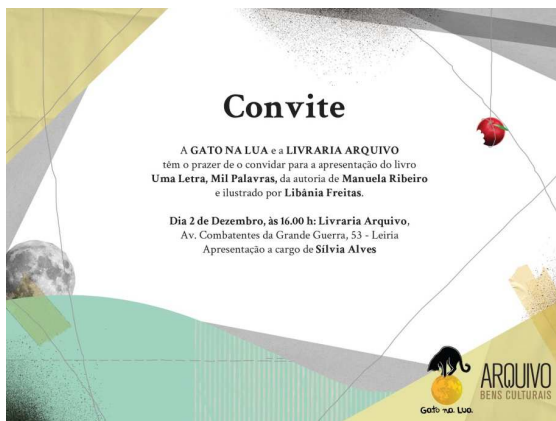 Convite
A GATO NA LUA e a LIVRARIA ARQUIVO
têm o prazer de o convidar para a apresentação do livro
Uma Letra, Mil Palavras, da autoria de Manuela Ribeiro
e ilustrado por Libânia Freitas.
Dia 2 de Dezembro, às 16.00 h: Livraria Arquivo,
Av. Combatentes da Grande Guerra, 53 - Leiria
Apresentação a cargo de Sílvia Alves
Gato na Lua
ARQUIVO
BENS CULTURAIS